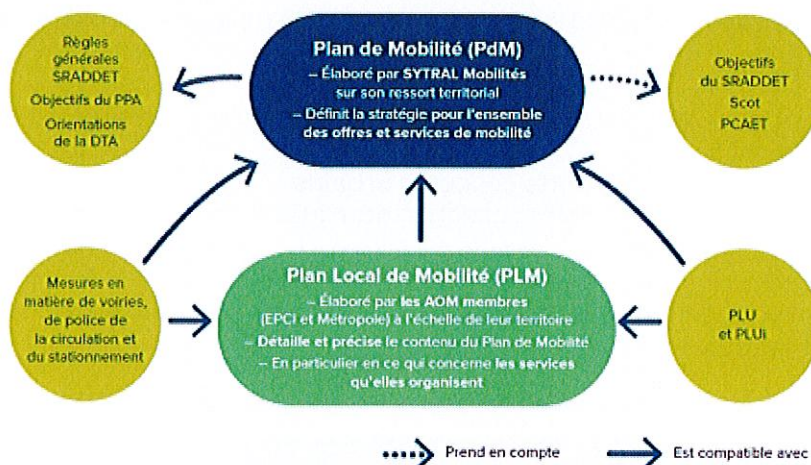 Règles
générales
SRADDET
Objectifs du PPA
Orientations
de la DTA
Plan de Mobilité (PdM)
– Élaboré par SYTRAL Mobilités
sur son ressort territorial
– Définit la stratégie pour l'ensemble
des offres et services de mobilité
Objectifs
du SRADDET
Scot
PCAET
Mesures en
matière de voiries,
de police de
la circulation et
du stationnement
Plan Local de Mobilité (PLM)
– Élaboré par les AOM membres
(EPCI et Métropole) à l'échelle de leur territoire
– Détaille et précise le contenu du Plan de Mobilité
– En particulier en ce qui concerne les services
qu'elles organisent
PLU
et PLUi
Prend en compte
Est compatible avec